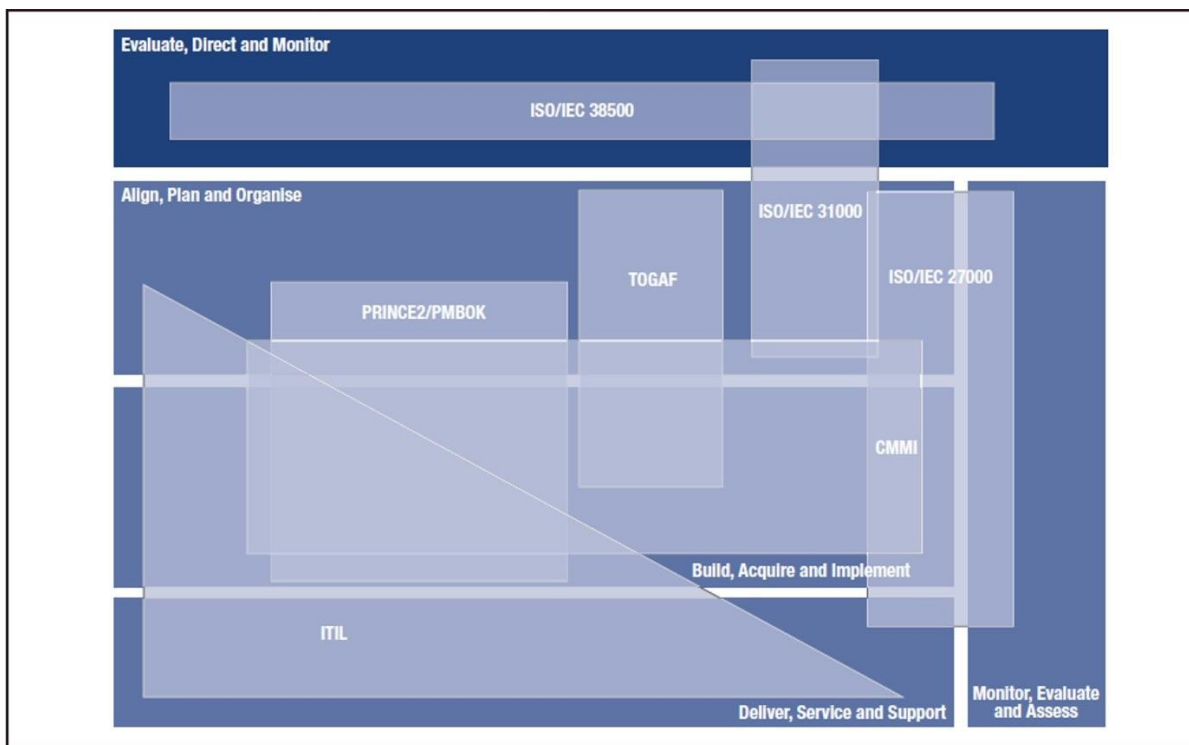 Evaluate, Direct and Monitor
ISO/IEC 38500
Align, Plan and Organise
ISO/IEC 31000
ISO/IEC 27000
TOGAF
PRINCE2/PMBOK
CMMI
Build, Acquire and Implement
ITIL
Deliver, Service and Support
Monitor, Evaluate
and Assess